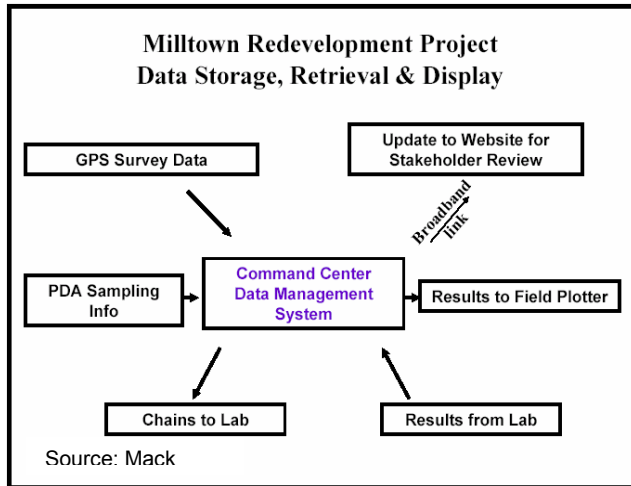 Milltown Redevelopment Project
Data Storage, Retrieval & Display
GPS Survey Data
Update to Website for
Stakeholder Review
Broadband
link
PDA Sampling
Info
Command Center
Data Management
System
Results to Field Plotter
Chains to Lab
Results from Lab
Source: Mack